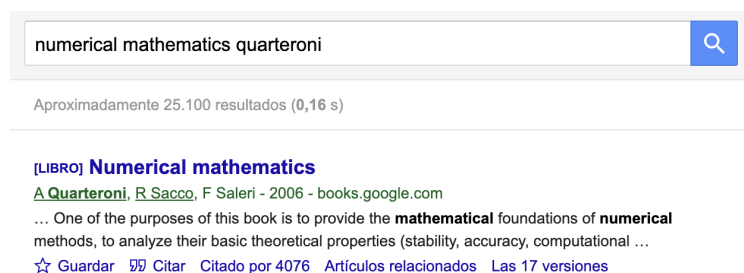 numerical mathematics quarteroni
Aproximadamente 25.100 resultados (0,16 s)
[LIBRO] Numerical mathematics
A Quarteroni, R Sacco, F Saleri - 2006 - books.google.com
… One of the purposes of this book is to provide the mathematical foundations of numerical
methods, to analyze their basic theoretical properties (stability, accuracy, computational …
Guardar Citar Citado por 4076 Artículos relacionados Las 17 versiones